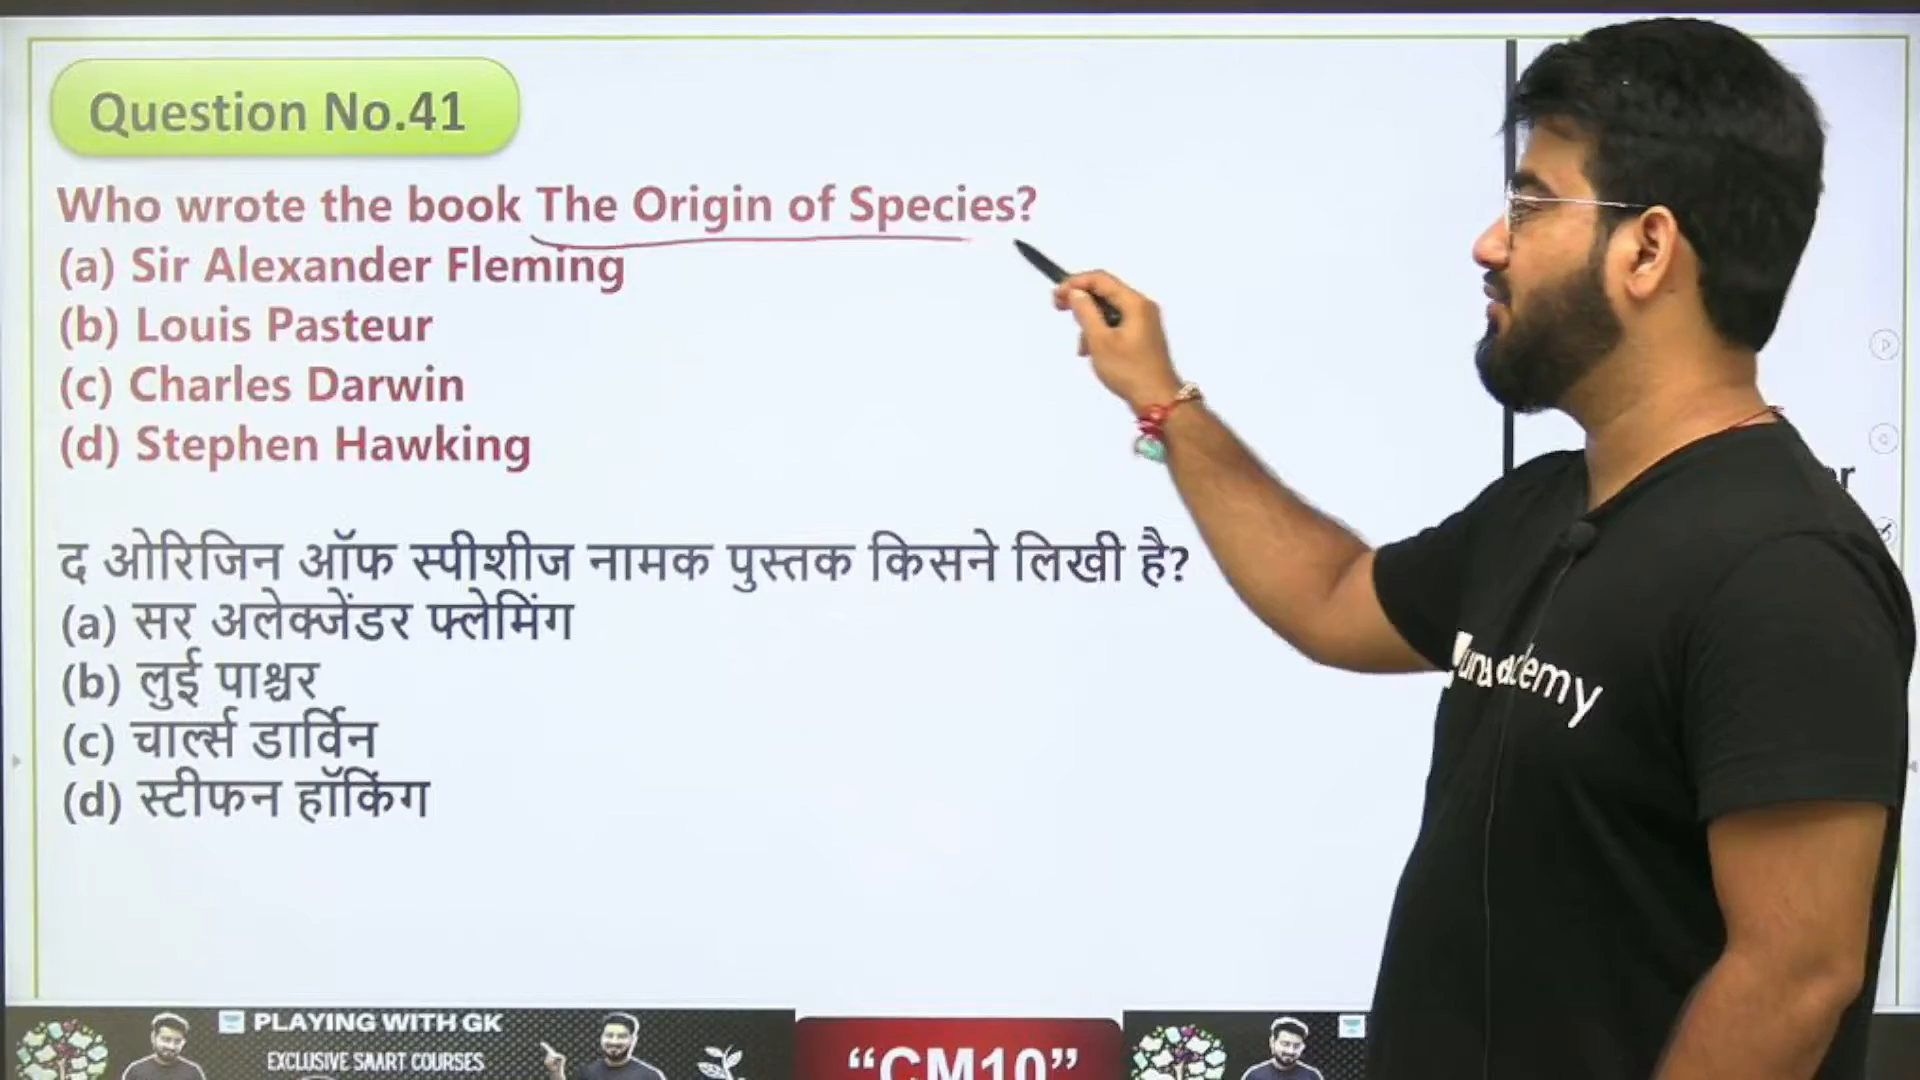 Question No.41
Who wrote the book The Origin of Species?
(a) Sir Alexander Fleming
(b) Louis Pasteur
(c) Charles Darwin
(d) Stephen Hawking
द ओरिजिन ऑफ स्पीशीज नामक पुस्तक किसने लिखी है?
(a) सर अलेक्जेंडर फ्लेमिंग
(b) लुई पाश्चर
(c) चार्ल्स डार्विन
(d) स्टीफन हॉकिंग
unacademy
PLAYING WITH GK
EXCLUSIVE SMART COURSES
“CM10”